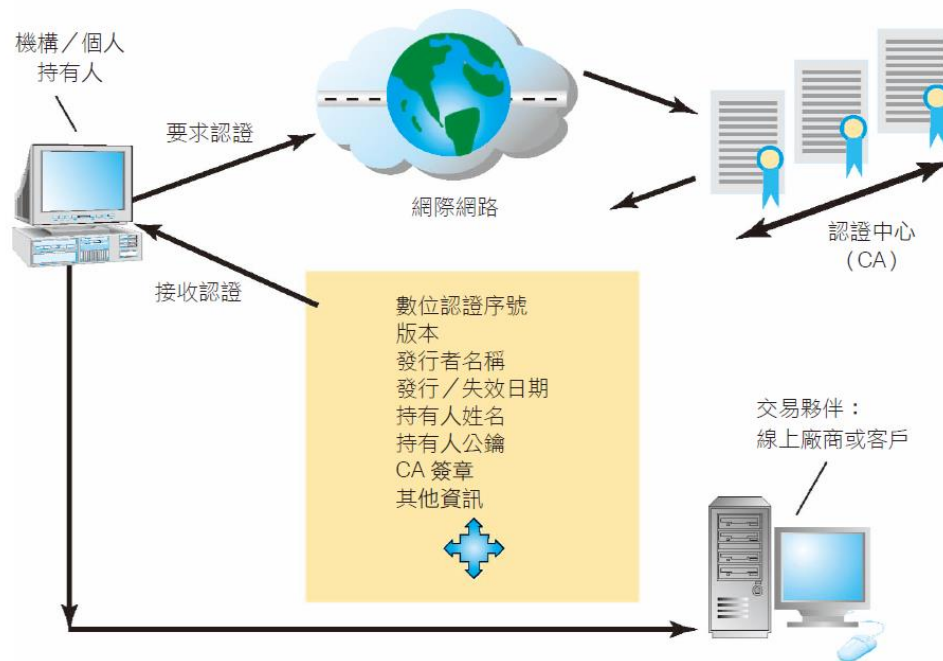 機構／個人
持有人
要求認證
網際網路
認證中心
（CA）
接收認證
數位認證序號
版本
發行者名稱
發行／失效日期
持有人姓名
持有人公鑰
CA 簽章
其他資訊
交易夥伴：
線上廠商或客戶